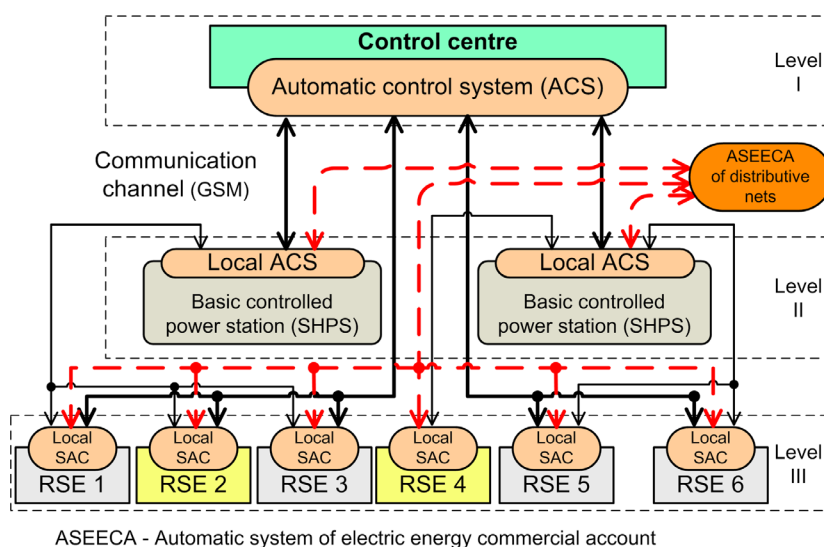 Control centre
Automatic control system (ACS)
Level
I
Communication
channel (GSM)
ASEECA
of distributive
nets
Local ACS
Basic controlled
power station (SHPS)
Local ACS
Basic controlled
power station (SHPS)
Level
II
Local
SAC
RSE 1
Local
SAC
RSE 2
Local
SAC
RSE 3
Local
SAC
RSE 4
Local
SAC
RSE 5
Local
SAC
RSE 6
Level
III
ASEECA - Automatic system of electric energy commercial account